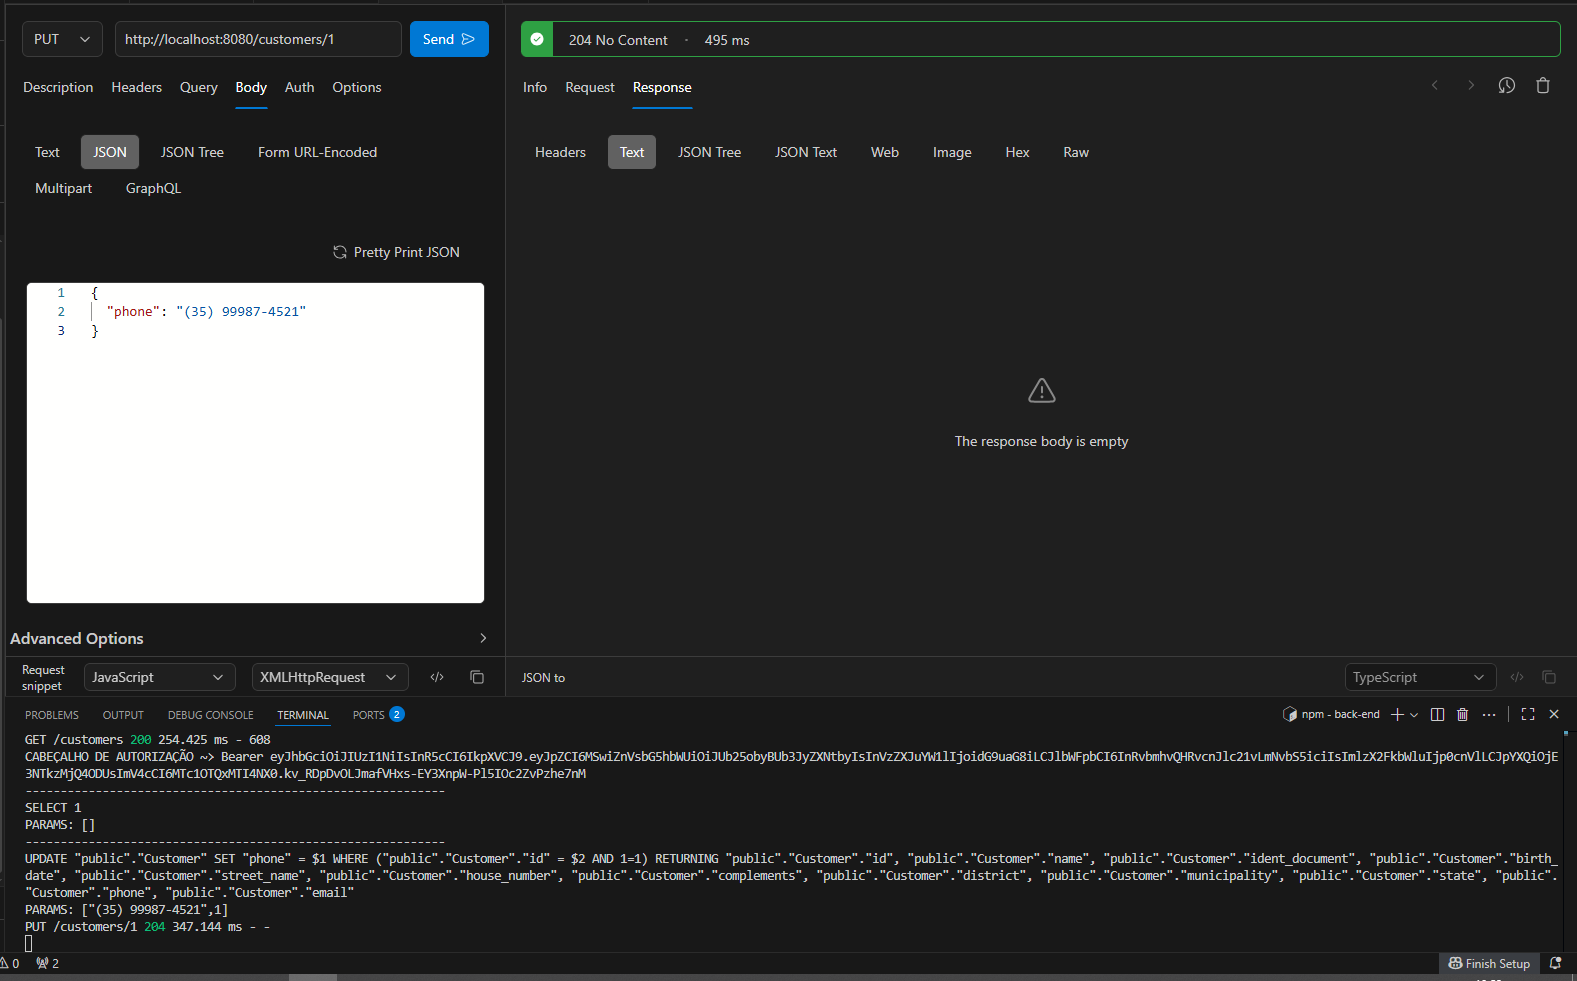 PUT
http://localhost:8080/customers/1
Send
204 No Content - 495 ms
Description Headers Query Body Auth Options
Info Request Response
Text JSON JSON Tree Form URL-Encoded
Multipart GraphQL
Headers Text JSON Tree JSON Text Web Image Hex Raw
Pretty Print JSON
1 {
2 "phone": "(35) 99987-4521"
3 }
The response body is empty
Advanced Options
Request snippet JavaScript XMLHttpRequest
JSON to TypeScript
PROBLEMS OUTPUT DEBUG CONSOLE TERMINAL PORTS 2
npm - back-end
GET /customers 200 254.425 ms - 608
CABEÇALHO DE AUTORIZAÇÃO ~> Bearer
------------------------------------------------------------
SELECT 1
PARAMS: []
------------------------------------------------------------
UPDATE "public"."Customer" SET "phone" = $1 WHERE ("public"."Customer"."id" = $2 AND 1=1) RETURNING "public"."Customer"."id", "public"."Customer"."name", "public"."Customer"."ident_document", "public"."Customer"."birth_
date", "public"."Customer"."street_name", "public"."Customer"."house_number", "public"."Customer"."complements", "public"."Customer"."district", "public"."Customer"."municipality", "public"."Customer"."state", "public".
"Customer"."phone", "public"."Customer"."email"
PARAMS: ["(35) 99987-4521",1]
PUT /customers/1 204 347.144 ms - -
0 2
Finish Setup